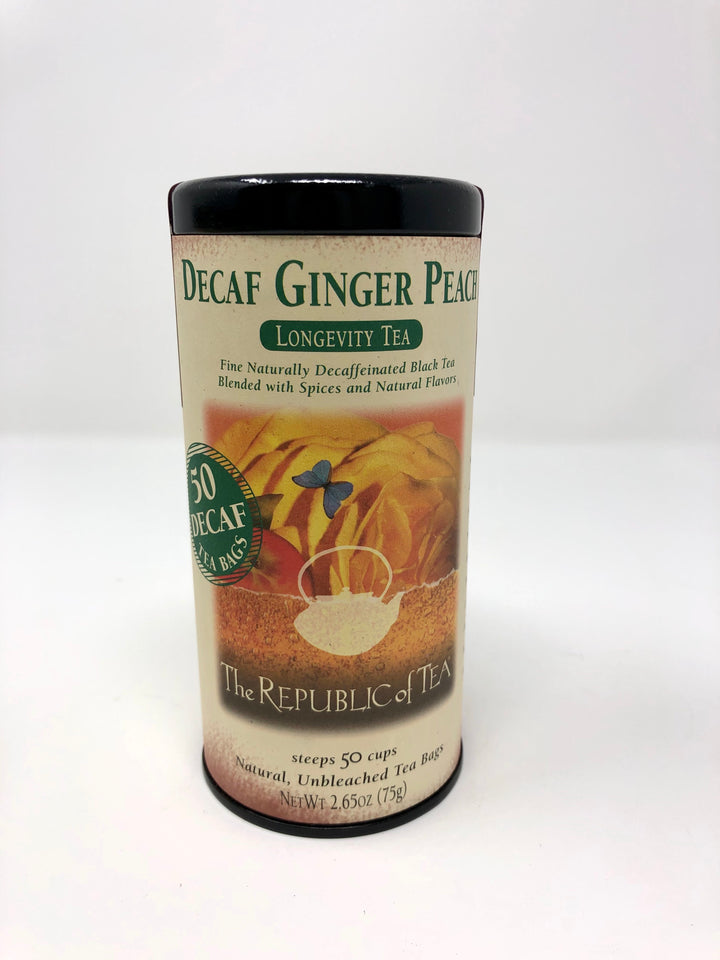 DECAF GINGER PEACH
LONGEVITY TEA
Fine Naturally Decaffeinated Black Tea
Blended with Spices and Natural Flavors
50
DECAF
TEA BAGS
The REPUBLIC of TEA
steeps 50 cups
Natural, Unbleached Tea Bags
NETWT 2.65OZ (75g)